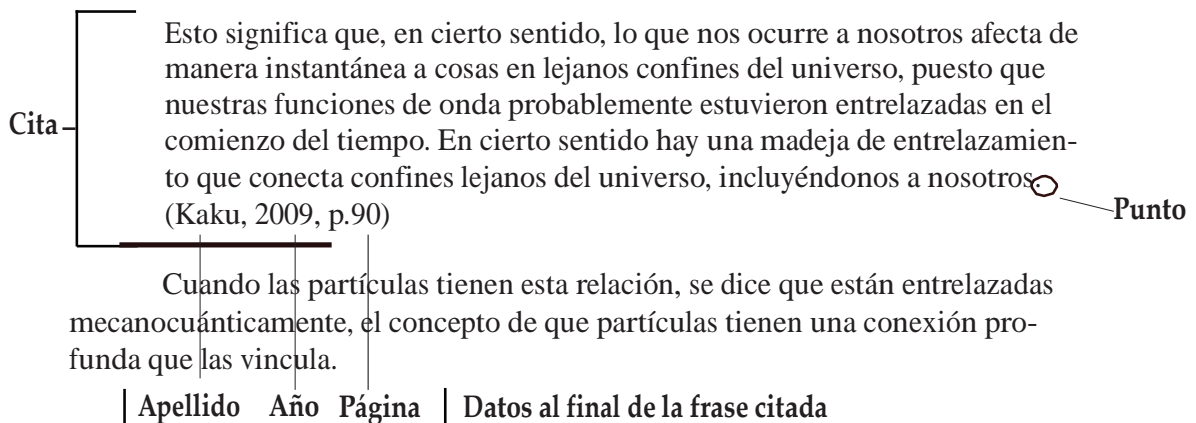 Esto significa que, en cierto sentido, lo que nos ocurre a nosotros afecta de
manera instantánea a cosas en lejanos confines del universo, puesto que
nuestras funciones de onda probablemente estuvieron entrelazadas en el
Cita
comienzo del tiempo. En cierto sentido hay una madeja de entrelazamien-
to que conecta confines lejanos del universo, incluyéndonos a nosotros.
(Kaku, 2009, p.90)
Punto
Cuando las partículas tienen esta relación, se dice que están entrelazadas
mecanocuánticamente, el concepto de que partículas tienen una conexión pro-
funda que las vincula.
Apellido Año Página Datos al final de la frase citada